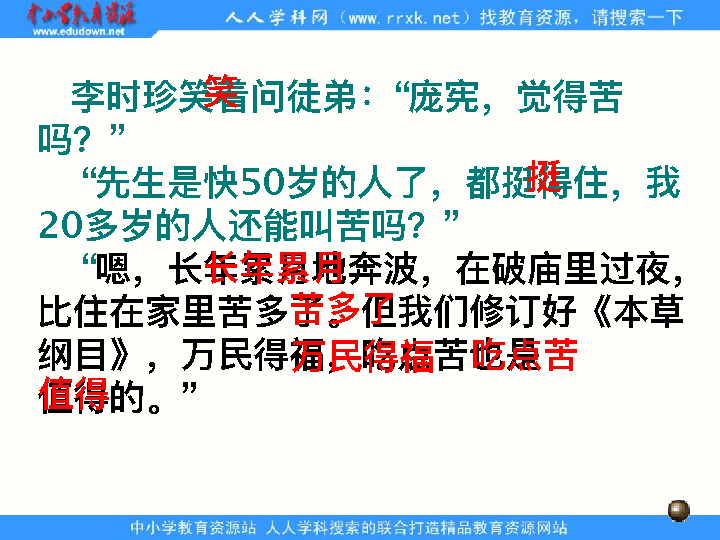 中小学教育资源
www.edudown.net
人人学科网（www.rrxk.net）找教育资源，请搜索一下
李时珍笑着问徒弟：“庞宪，觉得苦
笑
吗？”
“先生是快50岁的人了，都挺得住，我
挺
20多岁的人还能叫苦吗？”
“嗯，长年累月地奔波，在破庙里过夜，
长年累月
比住在家里苦多了。但我们修订好《本草
苦多了
纲目》，万民得福，吃点苦也是
万民得福 吃点苦
值得的。”
值得
中小学教育资源站 人人学科搜索的联合打造精品教育资源网站